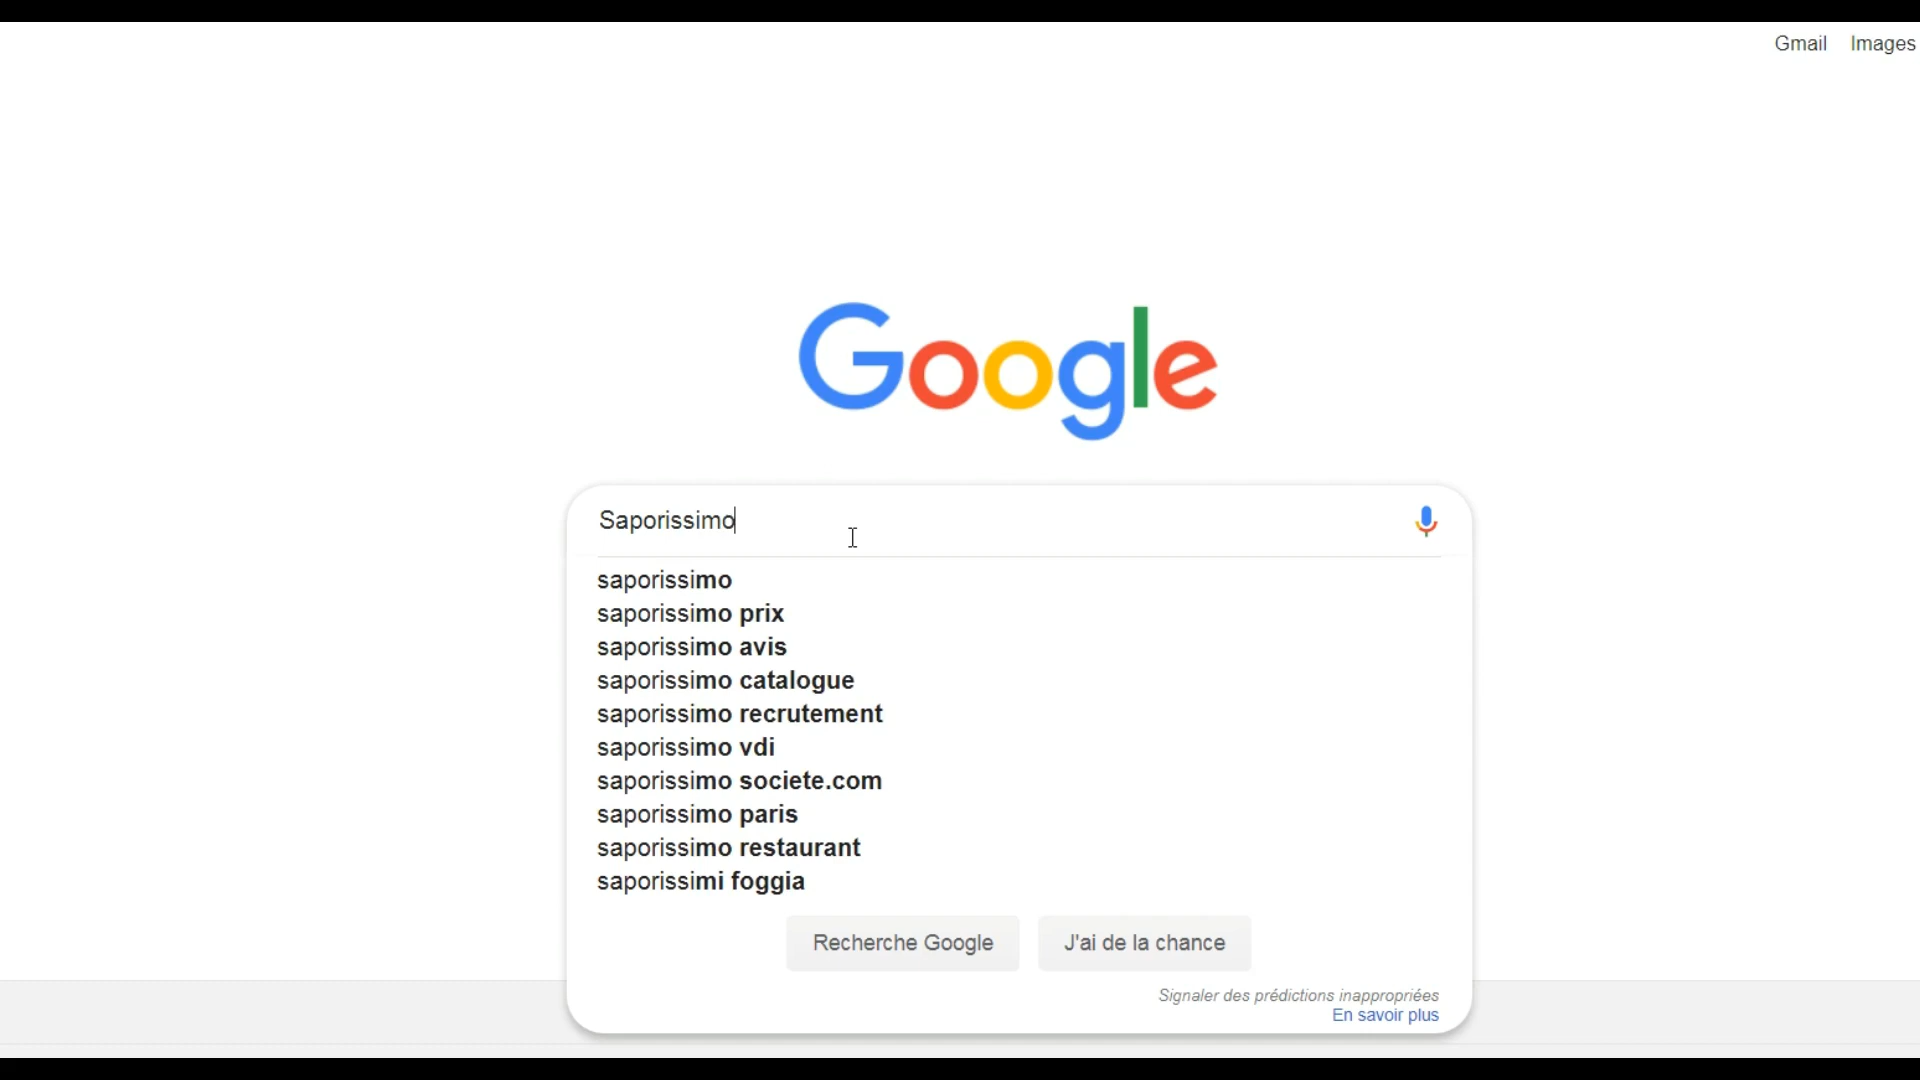 Gmail Images
Google
Saporissimo
saporissimo
saporissimo prix
saporissimo avis
saporissimo catalogue
saporissimo recrutement
saporissimo vdi
saporissimo societe.com
saporissimo paris
saporissimo restaurant
saporissimi foggia
Recherche Google J'ai de la chance
Signaler des prédictions inappropriées
En savoir plus